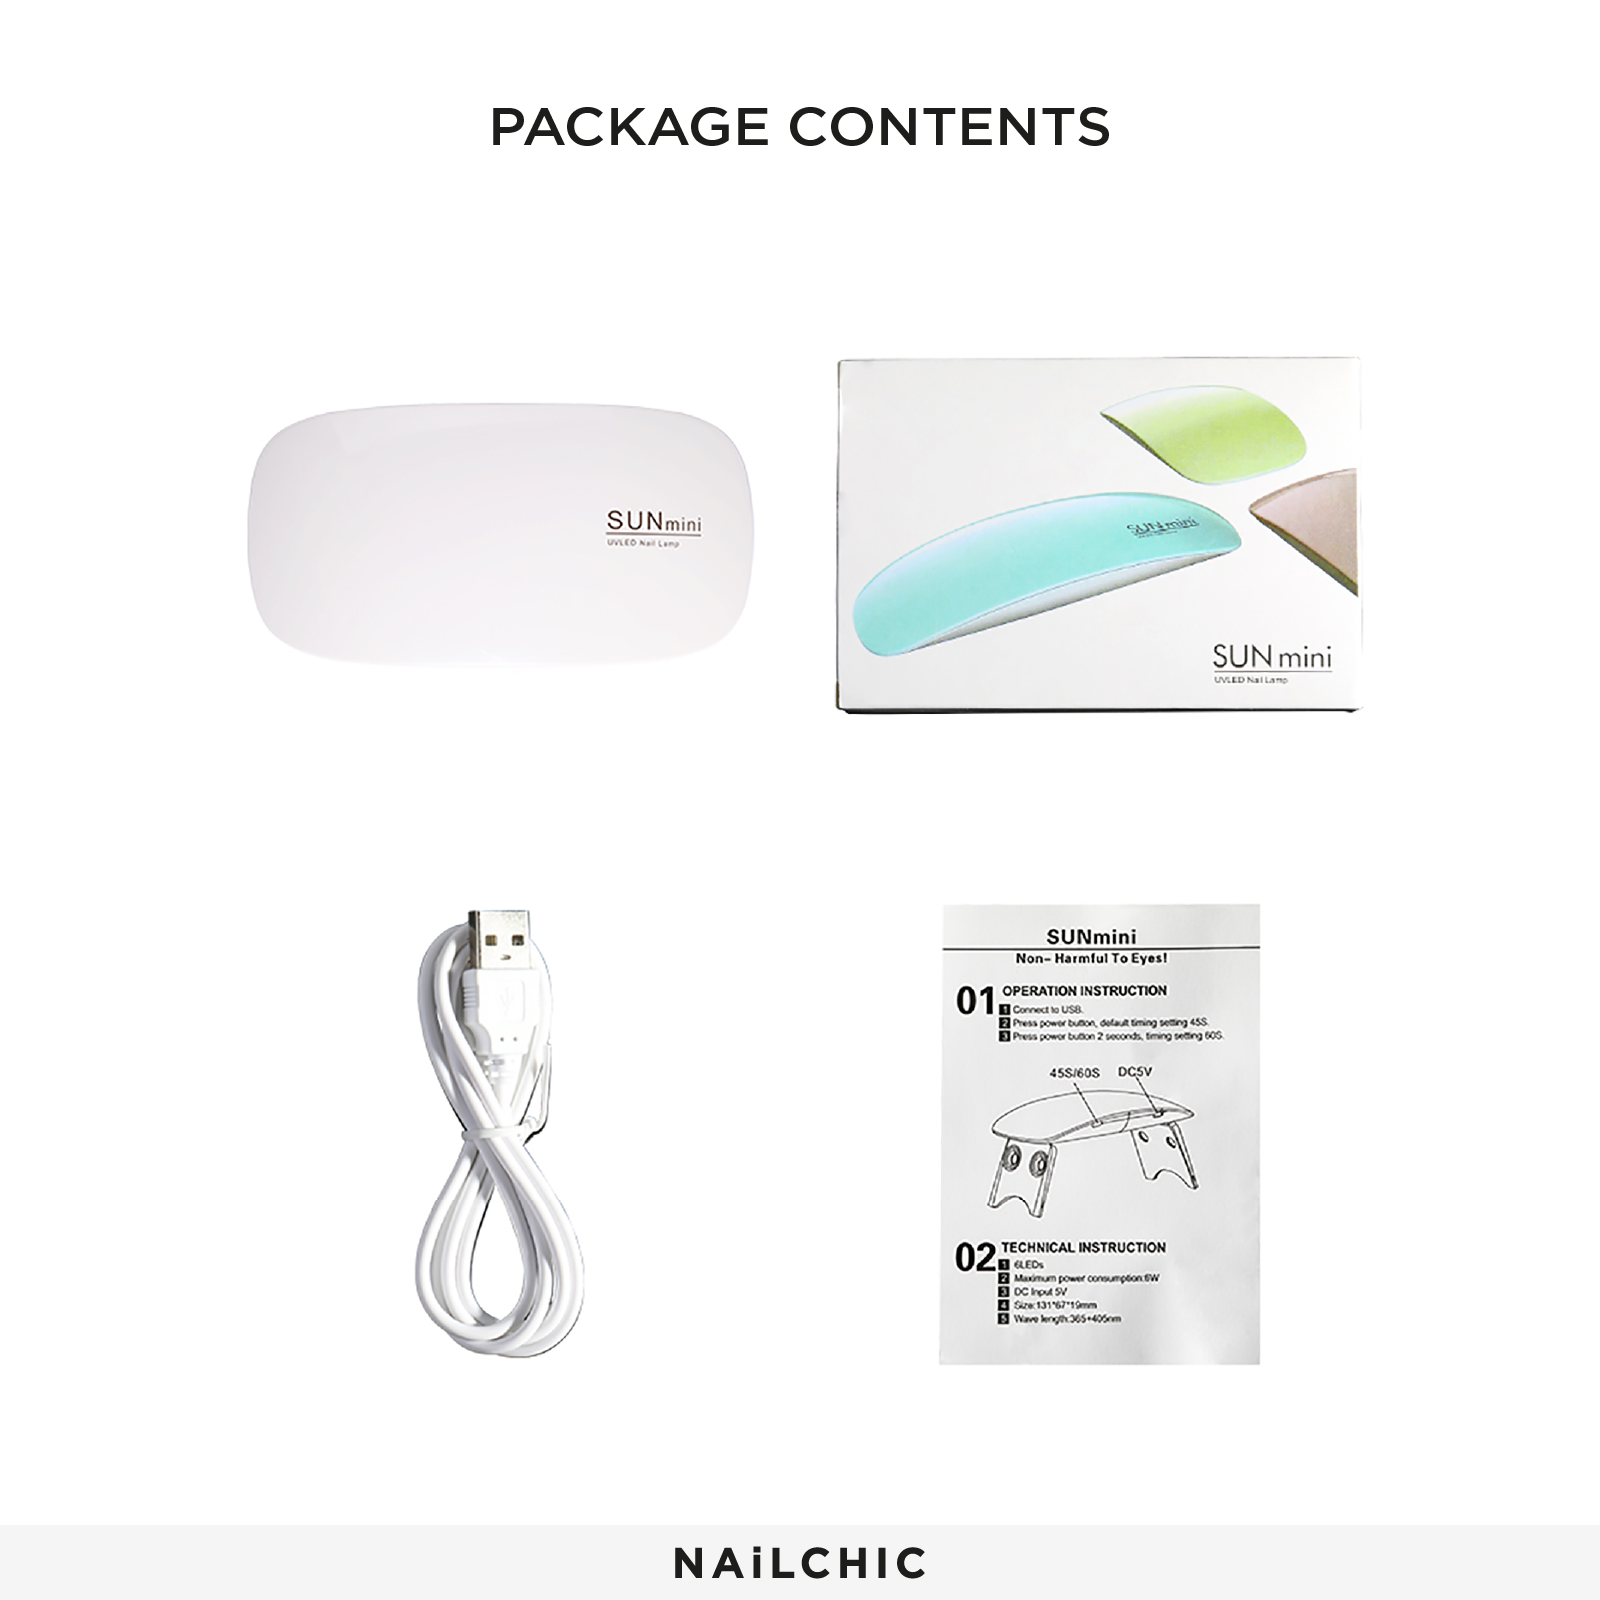 PACKAGE CONTENTS
SUNmini
UVLED Nail Lamp
SUN mini
SUN mini
UVLED Nail Lamp
SUNmini
Non- Harmful To Eyes!
01 OPERATION INSTRUCTION
1 Connect to USB.
2 Press power button, default timing setting 45S.
3 Press power button 2 seconds, timing setting 60S.
45S/60S DC5V
02 TECHNICAL INSTRUCTION
1 6LEDs
2 Maximum power consumption:6W
3 DC Input 5V
4 Size:131*67*19mm
5 Wave length:365+405nm
NAiLCHIC